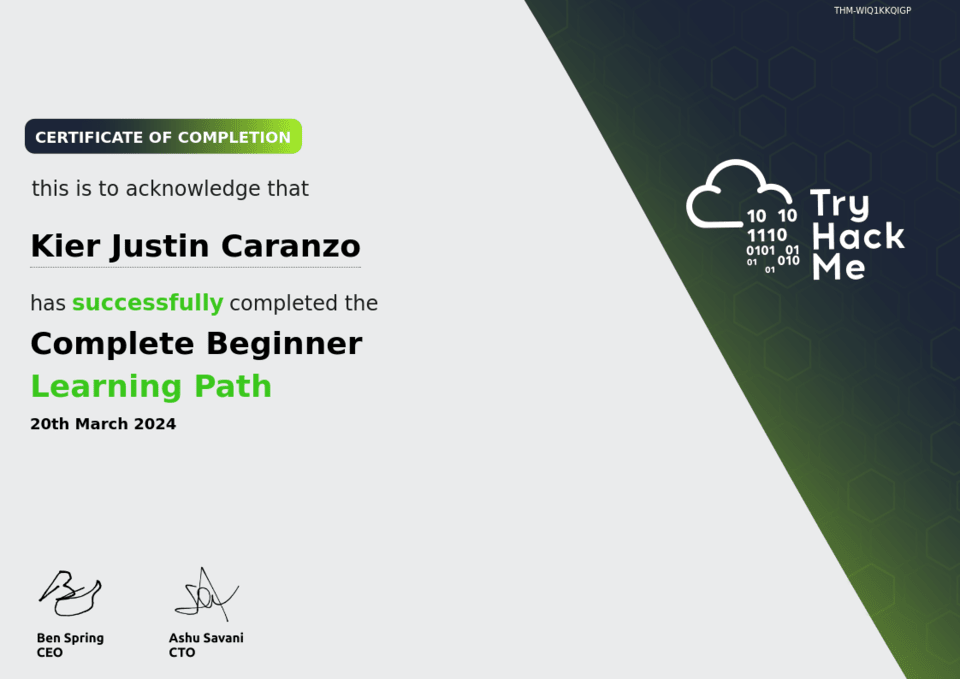 THM-WIQ1KKQIGP
CERTIFICATE OF COMPLETION
this is to acknowledge that
Kier Justin Caranzo
has successfully completed the
Complete Beginner
Learning Path
20th March 2024
10 10
1110
0101 01
01 010
01
Try
Hack
Me
Ben Spring
CEO
Ashu Savani
CTO